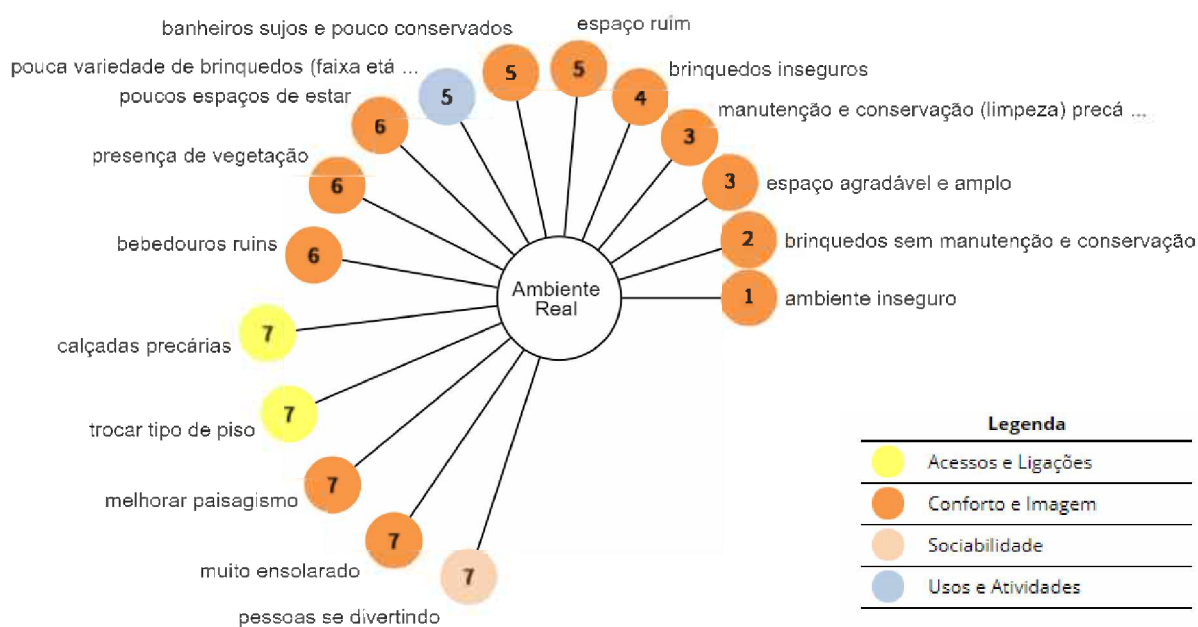 banheiros sujos e pouco conservados
5
espaço ruim
5
pouca variedade de brinquedos (faixa etá ...
5
brinquedos inseguros
4
poucos espaços de estar
6
manutenção e conservação (limpeza) precá ...
3
presença de vegetação
6
espaço agradável e amplo
3
bebedouros ruins
6
brinquedos sem manutenção e conservação
2
ambiente inseguro
1
Ambiente
Real
calçadas precárias
7
trocar tipo de piso
7
melhorar paisagismo
7
muito ensolarado
7
pessoas se divertindo
7
Legenda
Acessos e Ligações
Conforto e Imagem
Sociabilidade
Usos e Atividades